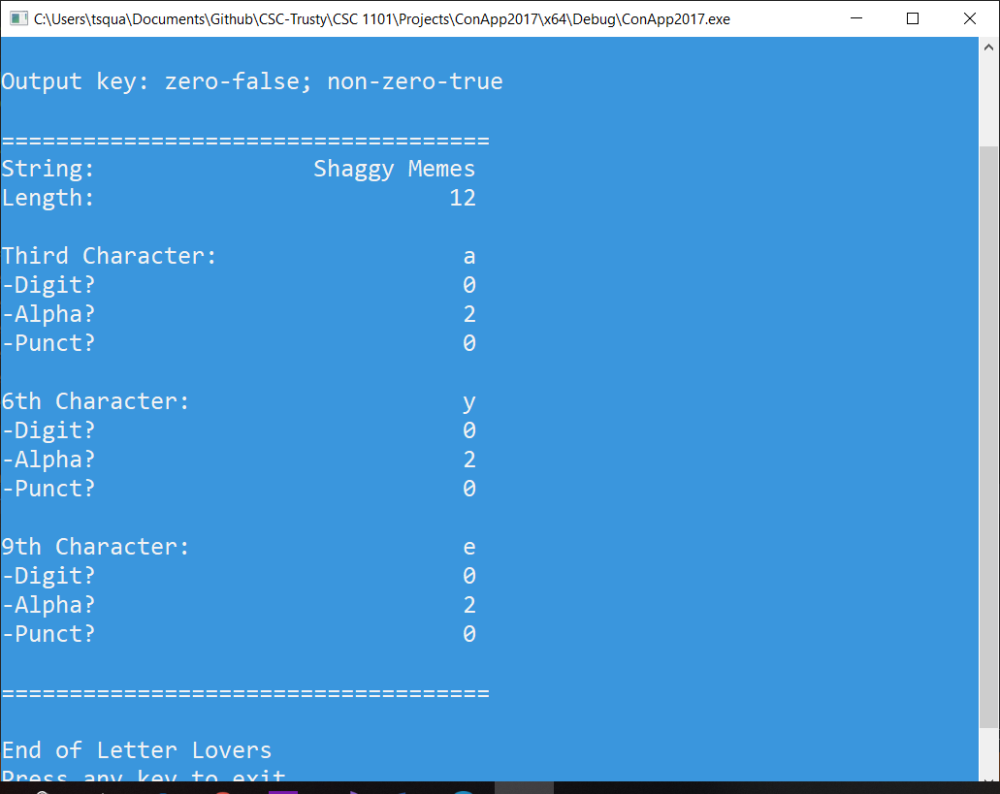 C:\Users\tsqua\Documents\Github\CSC-Trusty\CSC 1101\Projects\ConApp2017\x64\Debug\ConApp2017.exe
Output key: zero-false; non-zero-true
====================================
String: Shaggy Memes
Length: 12
Third Character: a
-Digit? 0
-Alpha? 2
-Punct? 0
6th Character: y
-Digit? 0
-Alpha? 2
-Punct? 0
9th Character: e
-Digit? 0
-Alpha? 2
-Punct? 0
====================================
End of Letter Lovers
Press any key to exit